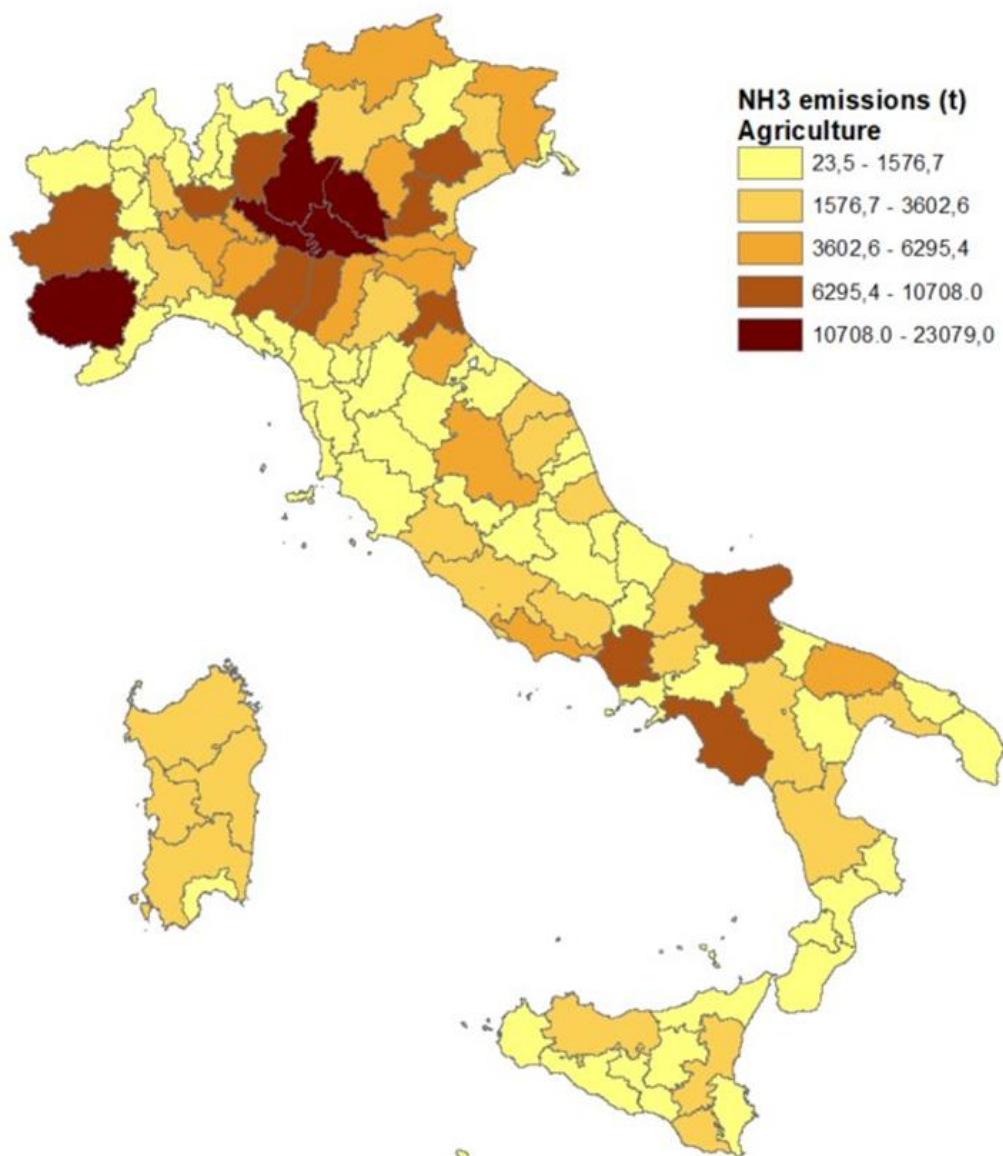 NH3 emissions (t)
Agriculture
23,5 - 1576,7
1576,7 - 3602,6
3602,6 - 6295,4
6295,4 - 10708.0
10708.0 - 23079,0